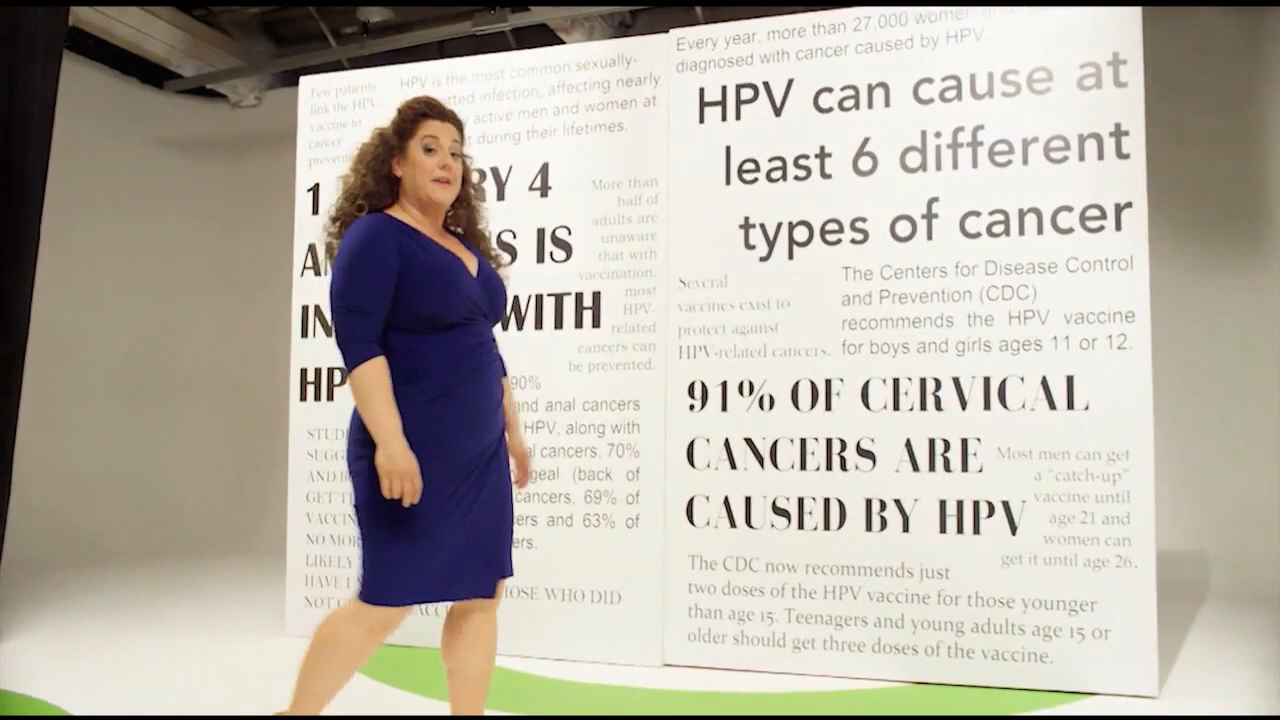 Few patients
link the HPV
vaccine to
cancer
HPV is the most common sexually-
tted infection, affecting nearly
y active men and women at
t during their lifetimes.
1 RY 4
A S IS
IN WITH
HP
More than
half of
adults are
unaware
that with
vaccination,
most
HPV-
related
cancers can
be prevented.
90%
nd anal cancers
HPV, along with
al cancers. 70%
geal (back of
cancers, 69% of
ers and 63% of
ers.
STUD
SUGG
AND
GET T
VACCIN
NO MOR
LIKELY
HAVE
NOT
HOSE WHO DID
Every year, more than 27,000 women
diagnosed with cancer caused by HPV
HPV can cause at
least 6 different
types of cancer
Several
vaccines exist to
protect against
HPV-related cancers.
The Centers for Disease Control
and Prevention (CDC)
recommends the HPV vaccine
for boys and girls ages 11 or 12.
91% OF CERVICAL
CANCERS ARE
CAUSED BY HPV
Most men can get
a "catch-up"
vaccine until
age 21 and
women can
get it until age 26.
The CDC now recommends just
two doses of the HPV vaccine for those younger
than age 15. Teenagers and young adults age 15 or
older should get three doses of the vaccine.